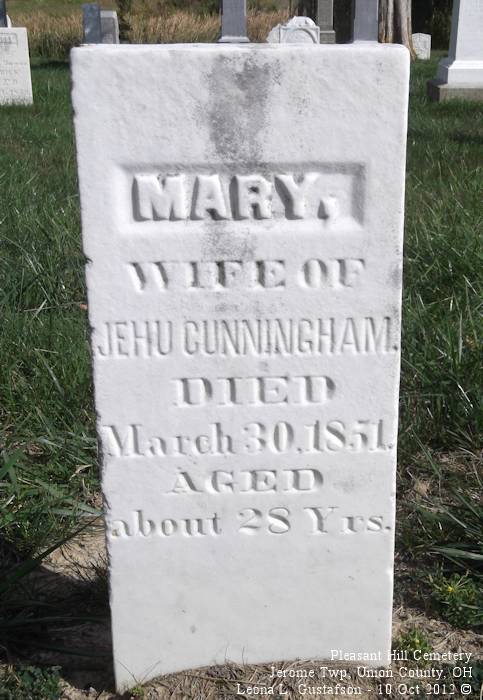 MARY,
WIFE OF
JEHU CUNNINGHAM.
DIED
March 30, 1851.
AGED
about 28 Yrs.
Pleasant Hill Cemetery
Jerome Twp, Union County, OH
Leona L. Gustafson - 10 Oct 2012 ©